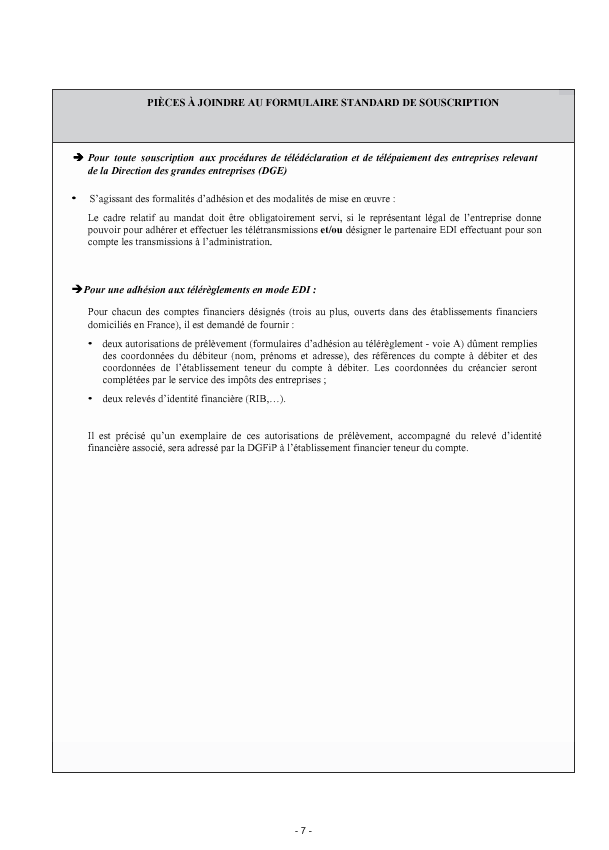 PIÈCES À JOINDRE AU FORMULAIRE STANDARD DE SOUSCRIPTION
➔ Pour toute souscription aux procédures de télédéclaration et de télépaiement des entreprises relevant
de la Direction des grandes entreprises (DGE)
• S’agissant des formalités d’adhésion et des modalités de mise en œuvre :
Le cadre relatif au mandat doit être obligatoirement servi, si le représentant légal de l’entreprise donne
pouvoir pour adhérer et effectuer les télétransmissions et/ou désigner le partenaire EDI effectuant pour son
compte les transmissions à l’administration.
➔Pour une adhésion aux télérèglements en mode EDI :
Pour chacun des comptes financiers désignés (trois au plus, ouverts dans des établissements financiers
domiciliés en France), il est demandé de fournir :
• deux autorisations de prélèvement (formulaires d’adhésion au télérèglement - voie A) dûment remplies
des coordonnées du débiteur (nom, prénoms et adresse), des références du compte à débiter et des
coordonnées de l’établissement teneur du compte à débiter. Les coordonnées du créancier seront
complétées par le service des impôts des entreprises ;
• deux relevés d’identité financière (RIB,…).
Il est précisé qu’un exemplaire de ces autorisations de prélèvement, accompagné du relevé d’identité
financière associé, sera adressé par la DGFiP à l’établissement financier teneur du compte.
- 7 -